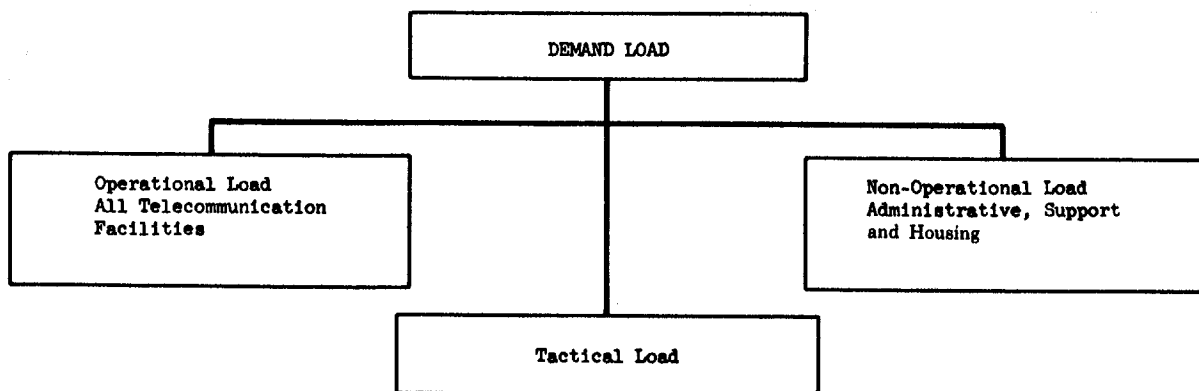 DEMAND LOAD
Operational Load
All Telecommunication
Facilities
Non-Operational Load
Administrative, Support
and Housing
Tactical Load